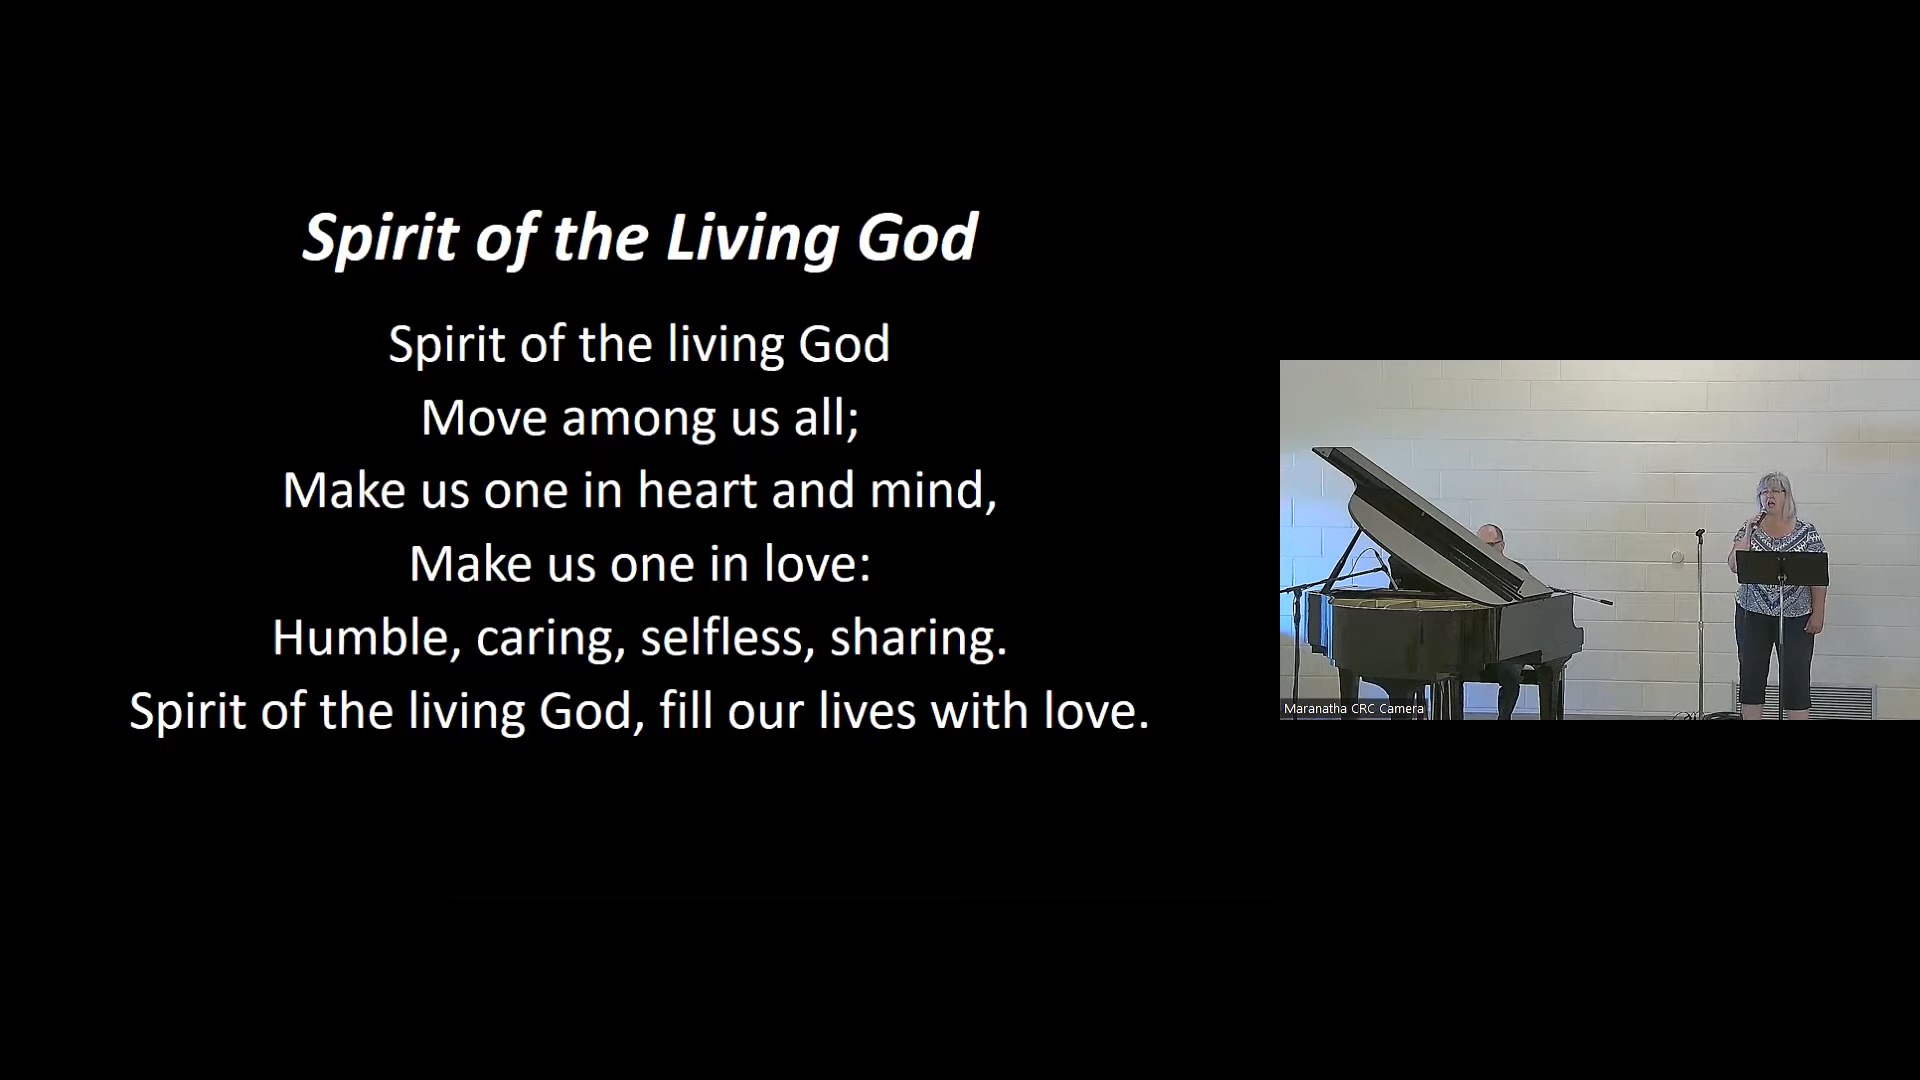 Spirit of the Living God
Spirit of the living God
Move among us all;
Make us one in heart and mind,
Make us one in love:
Humble, caring, selfless, sharing.
Spirit of the living God, fill our lives with love.
Maranatha CRC Camera